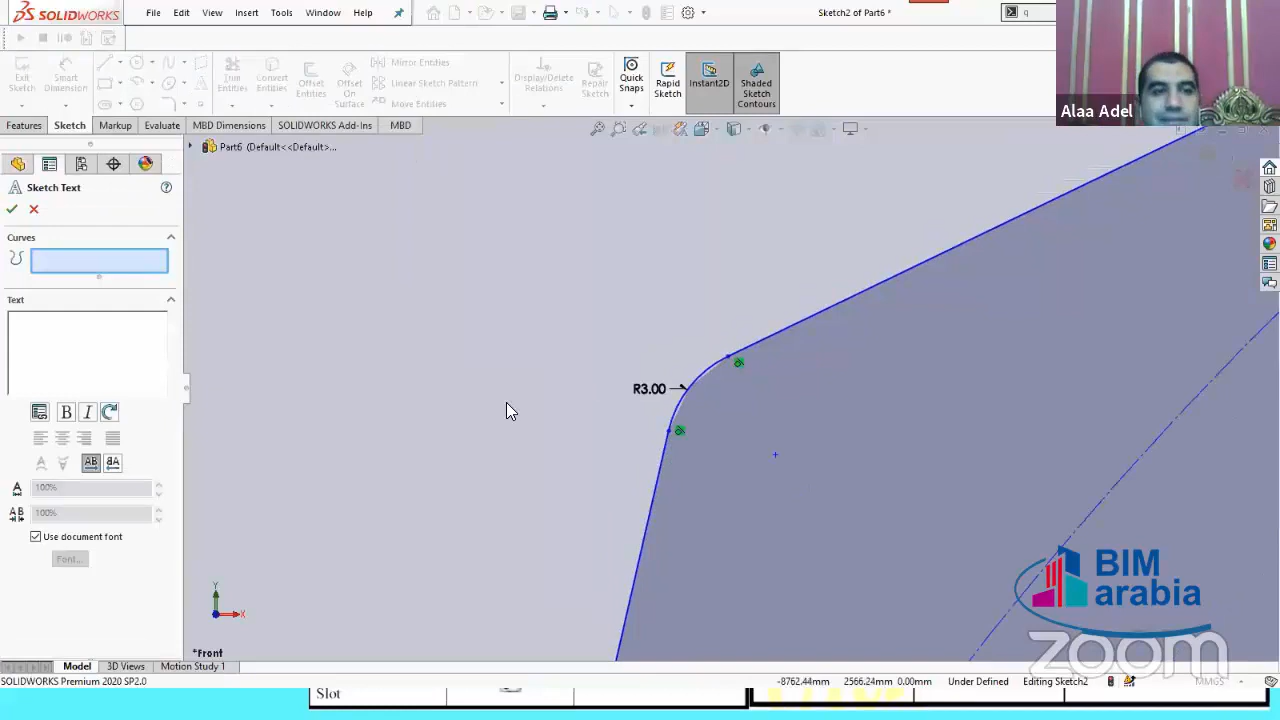 SOLIDWORKS File Edit View Insert Tools Window Help Sketch2 of Part6 * q
Exit Sketch Smart Dimension Trim Entities Convert Entities Offset Entities Offset On Surface Mirror Entities Linear Sketch Pattern More Entities Display/Delete Relations Repair Sketch Quick Snaps Rapid Sketch Instant2D Shaded Sketch Contours
Alaa Adel
Features Sketch Markup Evaluate MBD Dimensions SOLIDWORKS Add-Ins MBD
Part6 (Default<<Default>...
Sketch Text
Curves
Text
R3.00
B I
AB
100%
AB 100%
Use document font
Font...
BIM
arabia
Y
X
*Front
zoom
Model 3D Views Motion Study 1
SOLIDWORKS Premium 2020 SP2.0 -8762.44mm 2566.24mm 0.00mm Under Defined Editing Sketch2 MMGS
Slot